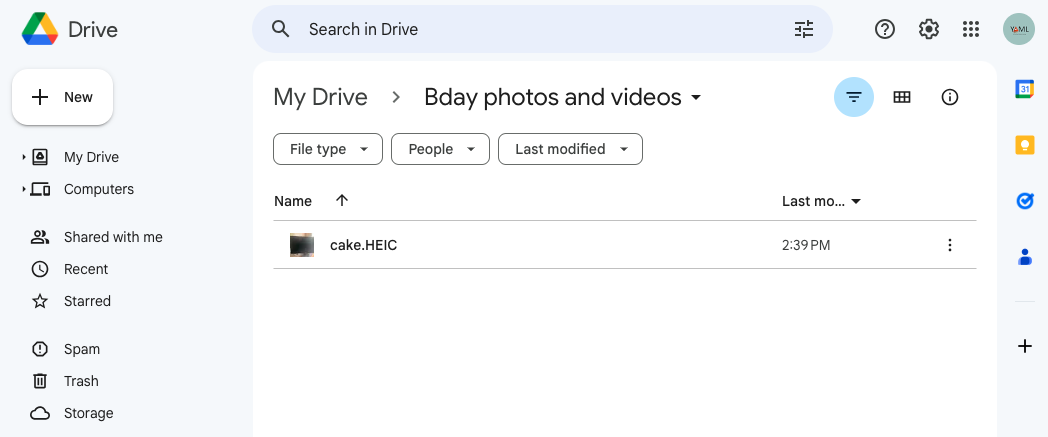 Drive
Search in Drive
New
My Drive
Computers
Shared with me
Recent
Starred
Spam
Trash
Storage
My Drive > Bday photos and videos
File type People Last modified
Name Last mo...
cake.HEIC 2:39 PM
31